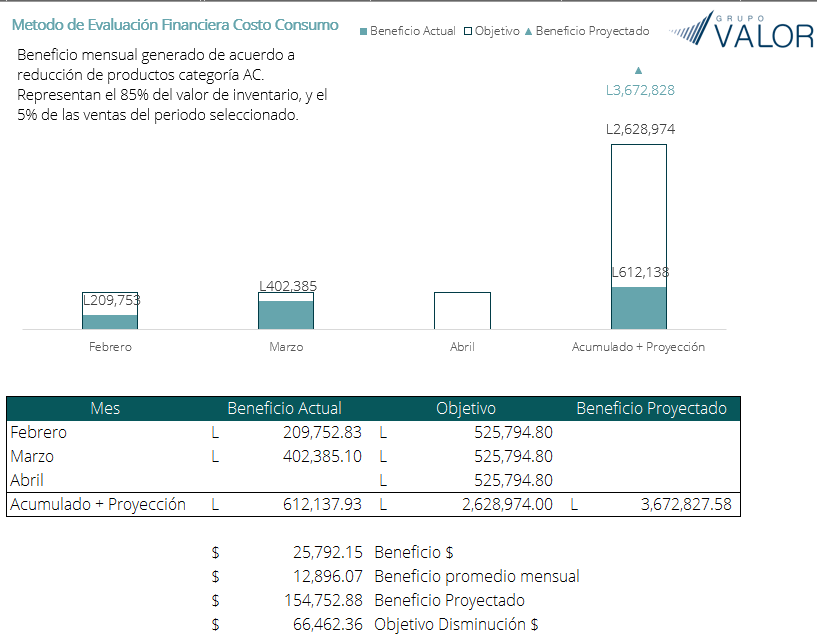 Metodo de Evaluación Financiera Costo Consumo
Beneficio Actual Objetivo Beneficio Proyectado
GRUPO
VALOR
Beneficio mensual generado de acuerdo a
reducción de productos categoría AC.
Representan el 85% del valor de inventario, y el
5% de las ventas del periodo seleccionado.
L3,672,828
L2,628,974
L612,138
L402,385
L209,753
Febrero Marzo Abril Acumulado + Proyección
Mes Beneficio Actual Objetivo Beneficio Proyectado
Febrero L 209,752.83 L 525,794.80
Marzo L 402,385.10 L 525,794.80
Abril L 525,794.80
Acumulado + Proyección L 612,137.93 L 2,628,974.00 L 3,672,827.58
$ 25,792.15 Beneficio $
$ 12,896.07 Beneficio promedio mensual
$ 154,752.88 Beneficio Proyectado
$ 66,462.36 Objetivo Disminución $